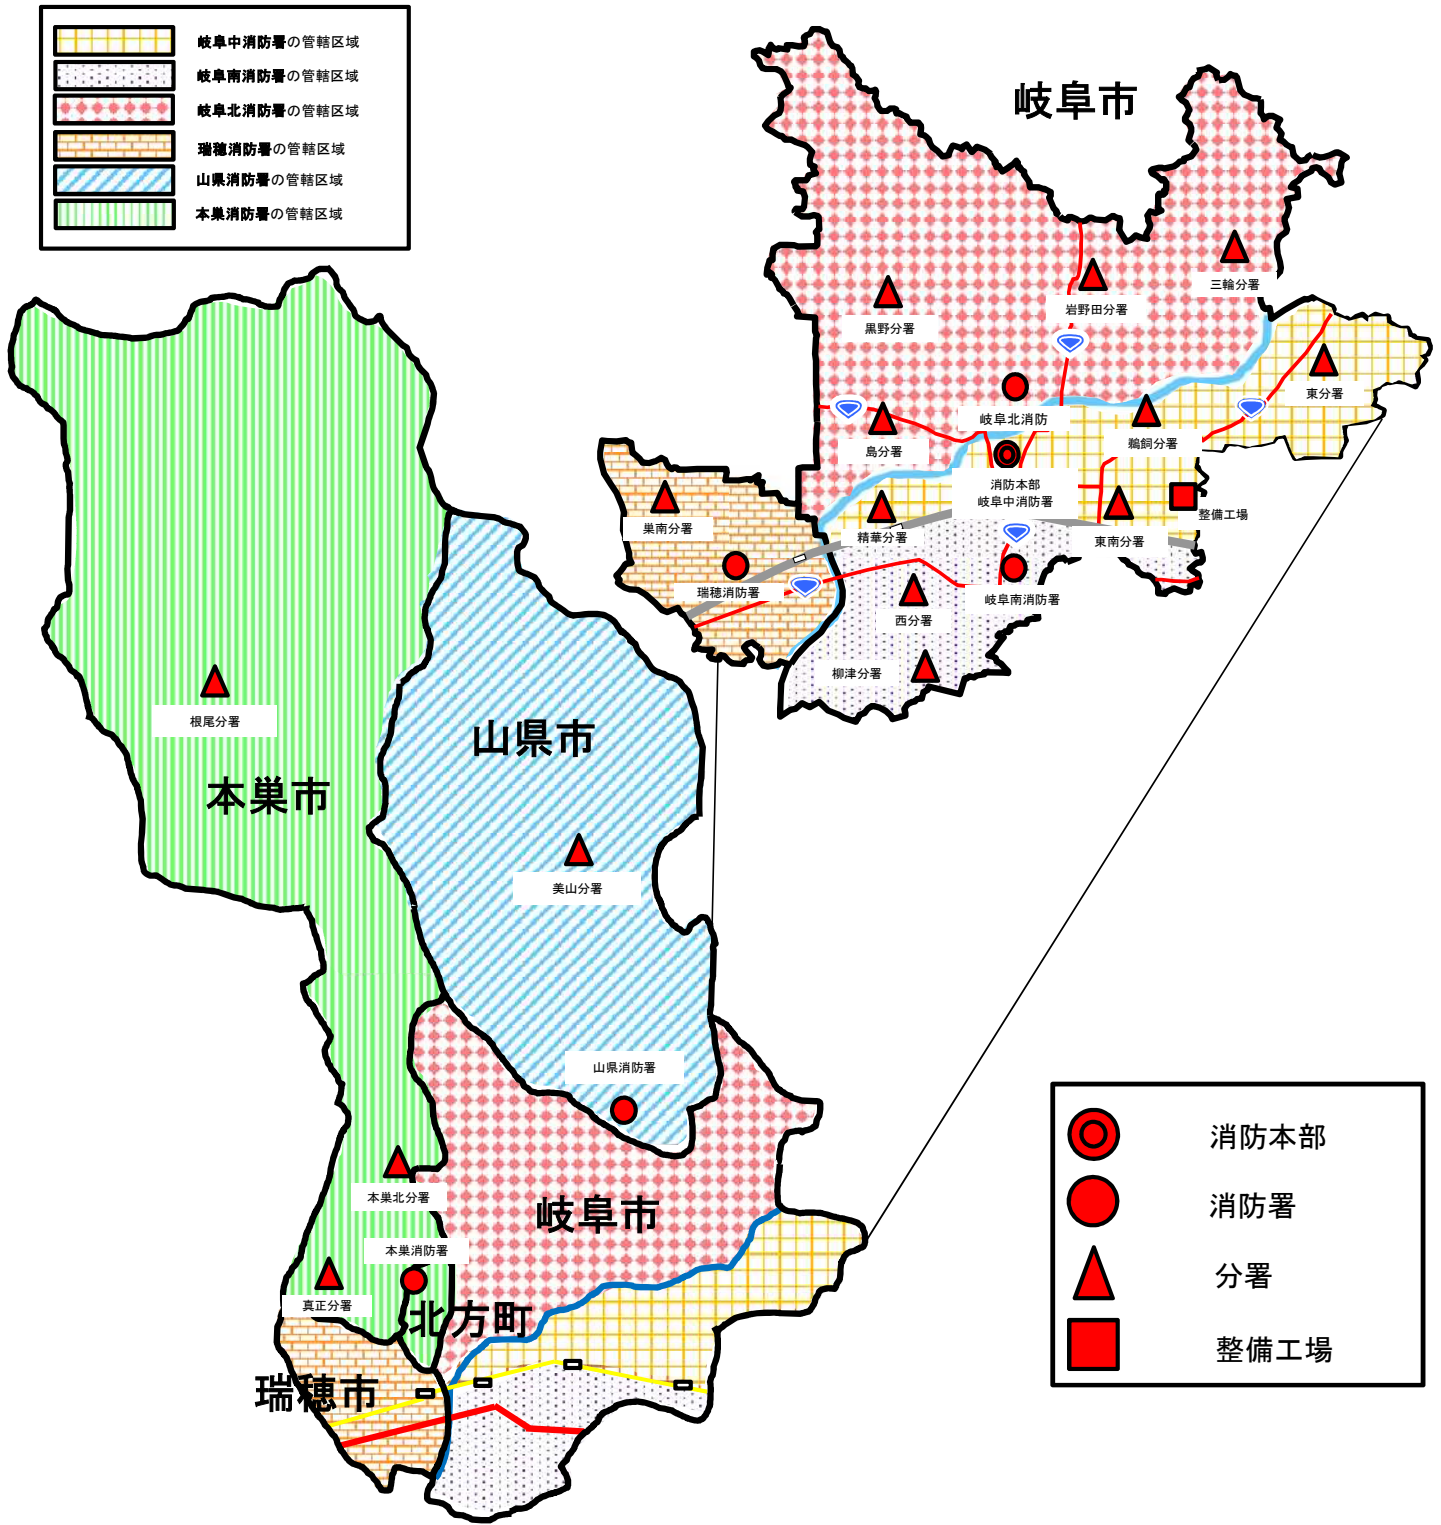 岐阜中消防署の管轄区域
岐阜南消防署の管轄区域
岐阜北消防署の管轄区域
瑞穂消防署の管轄区域
山県消防署の管轄区域
本巣消防署の管轄区域
岐阜市
三輪分署
岩野田分署
黒野分署
東分署
岐阜北消防
鵜飼分署
島分署
消防本部
岐阜中消防署
整備工場
巣南分署
精華分署
東南分署
瑞穂消防署
岐阜南消防署
西分署
柳津分署
根尾分署
山県市
本巣市
美山分署
山県消防署
本巣北分署
岐阜市
本巣消防署
真正分署
北方町
瑞穂市
消防本部
消防署
分署
整備工場